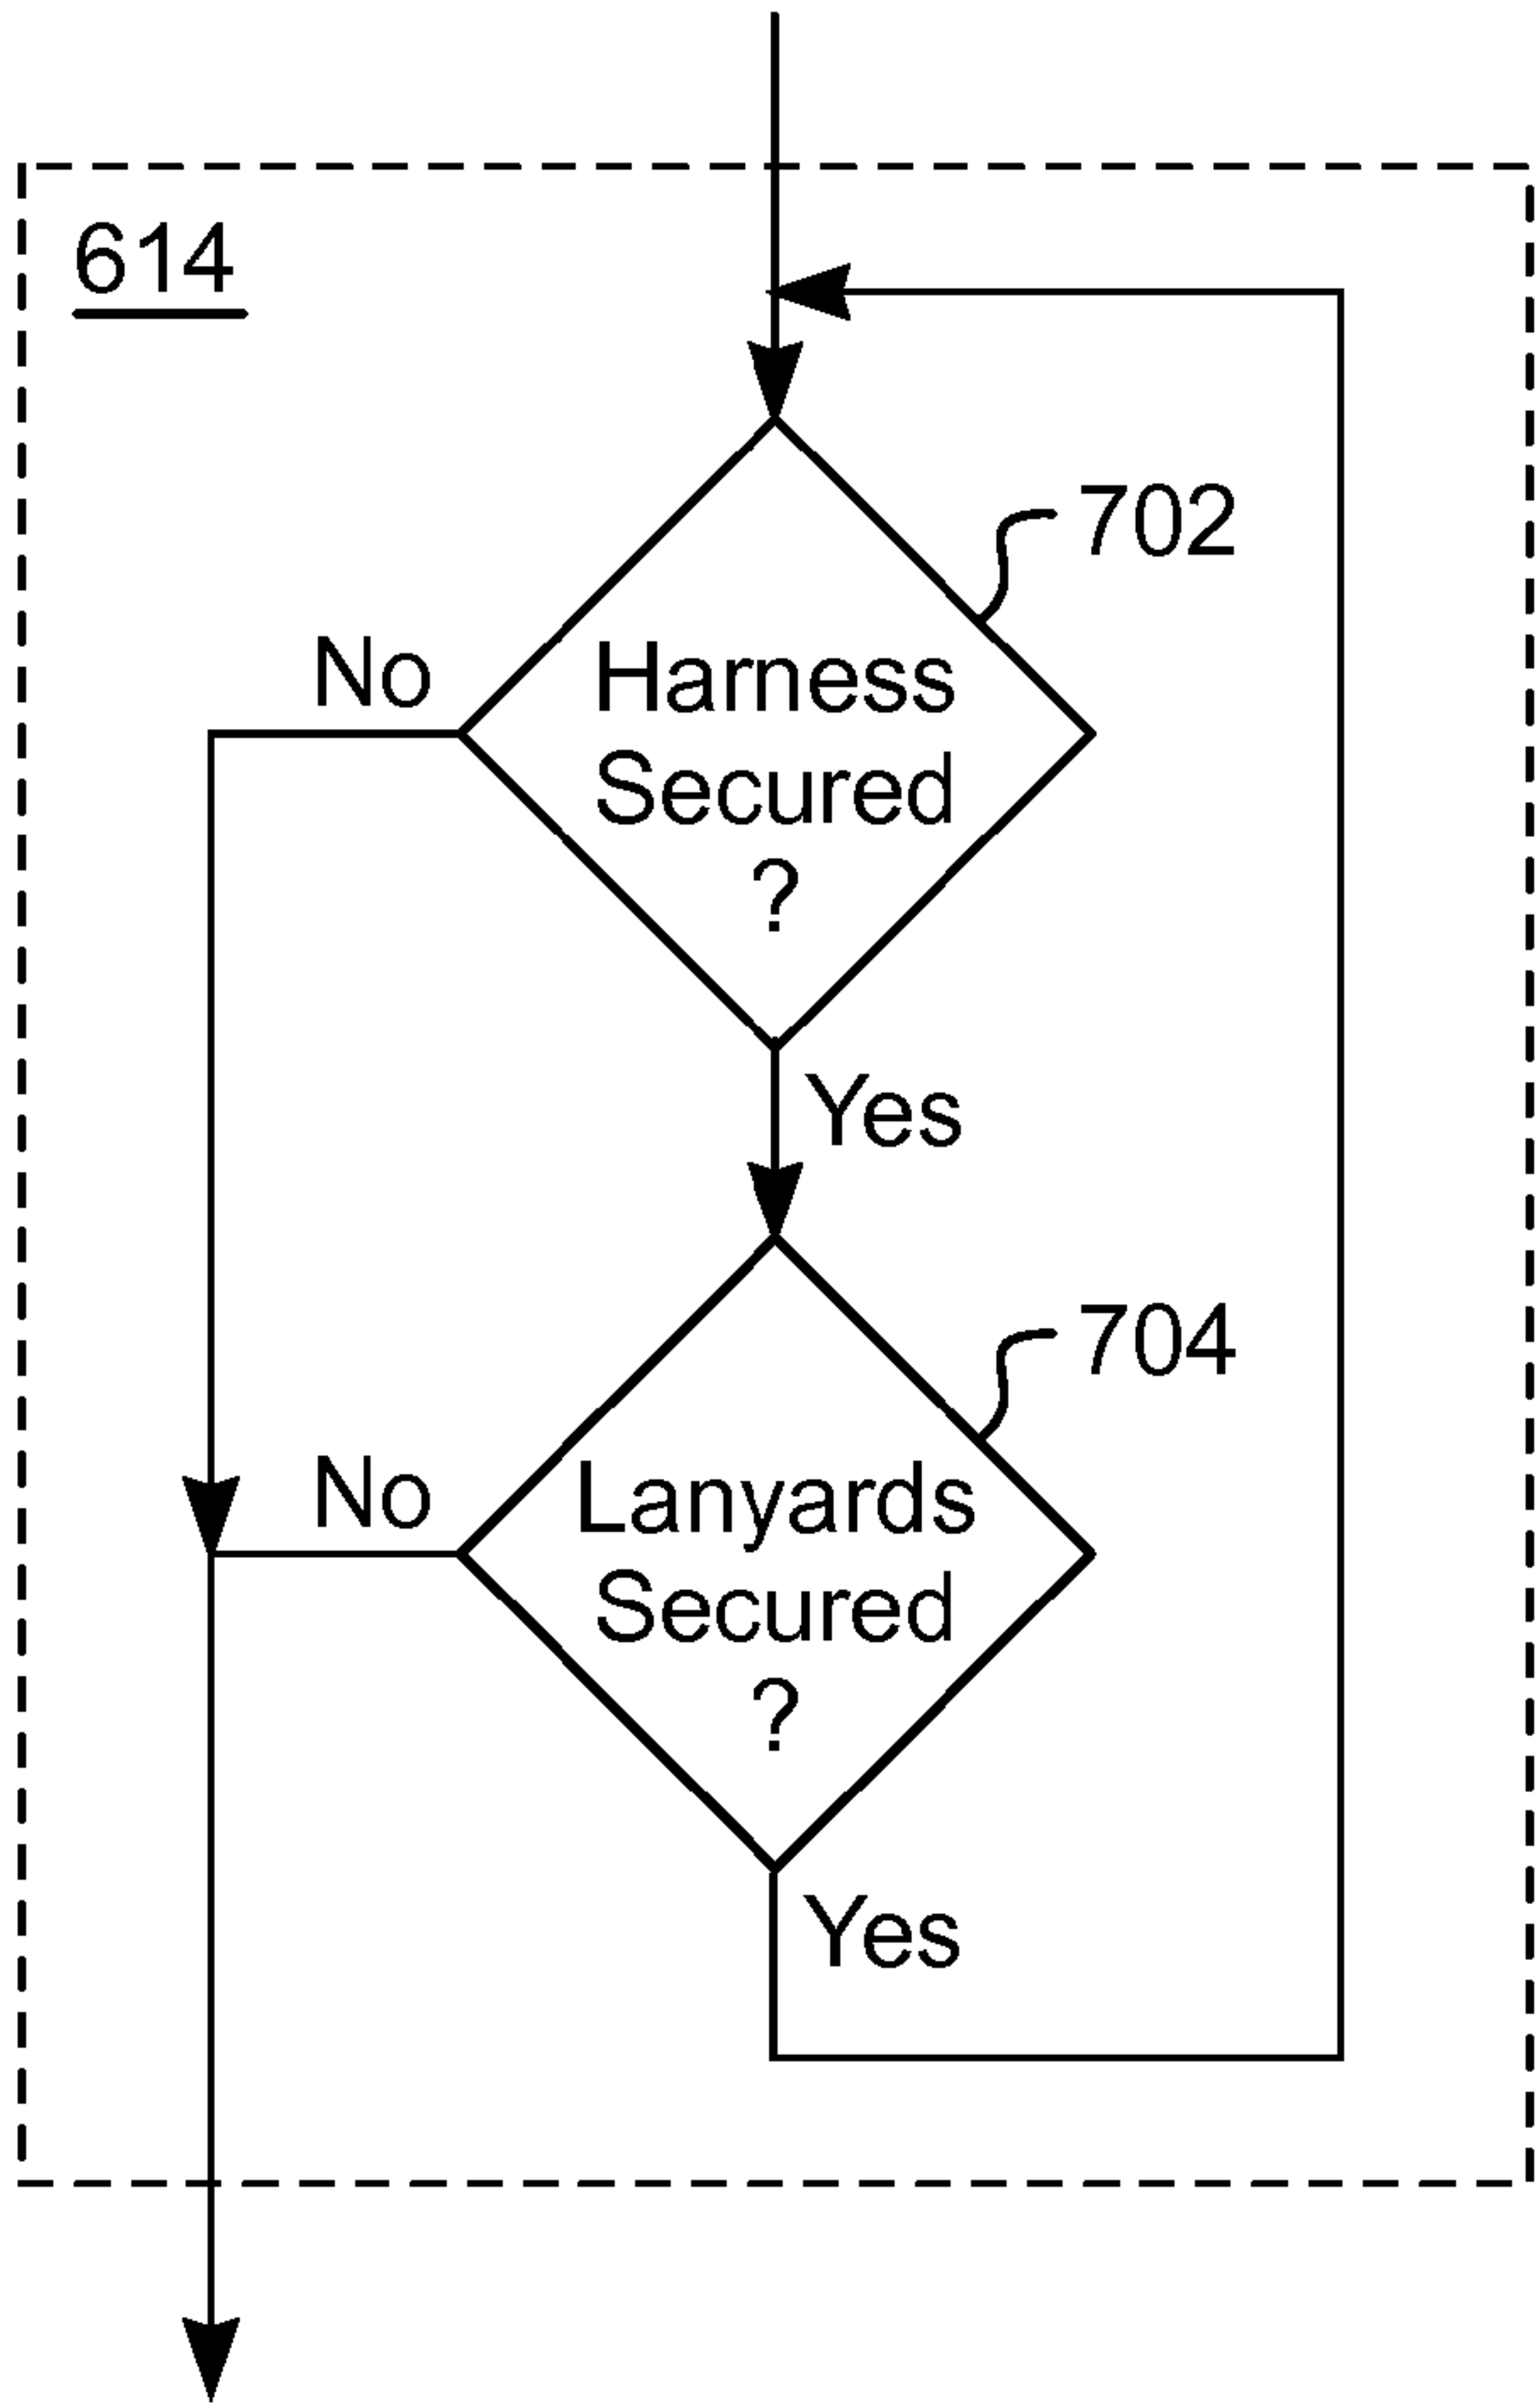 614
702
No
Harness
Secured
?
Yes
704
No
Lanyards
Secured
?
Yes